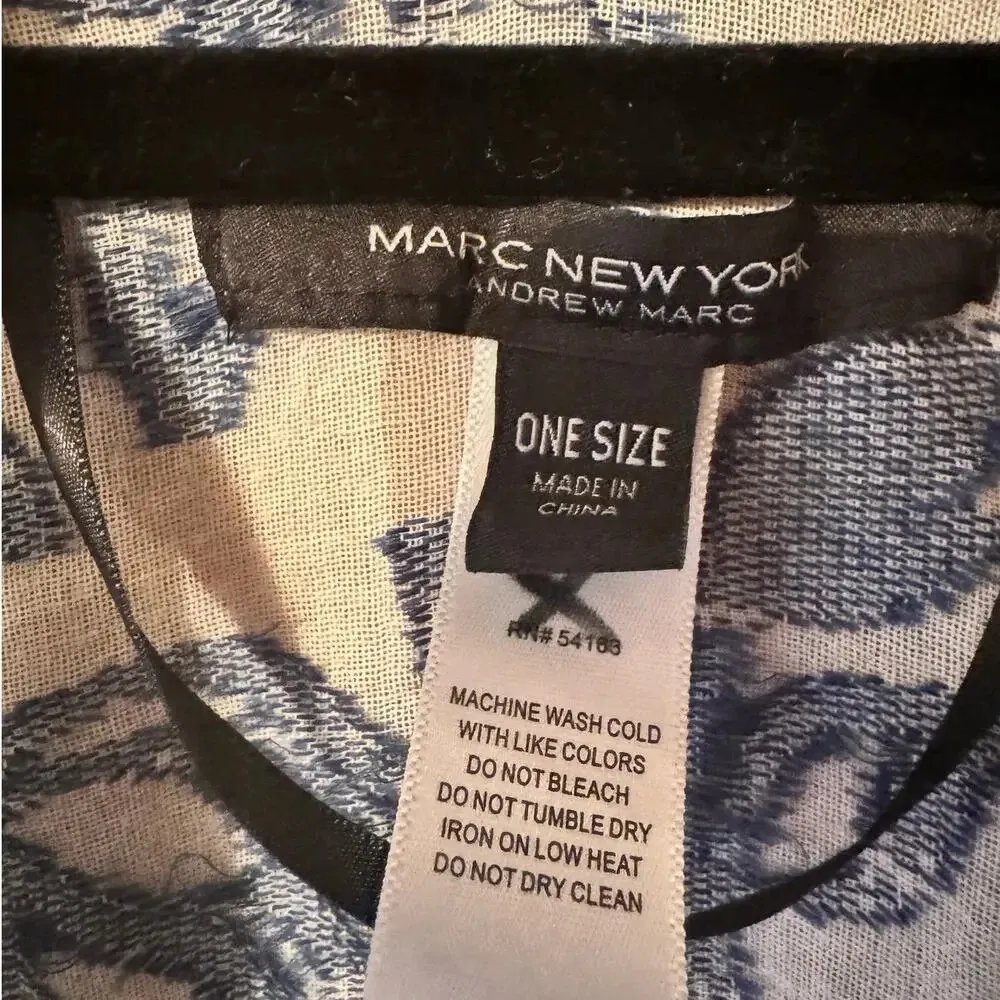 MARC NEW YORK
ANDREW MARC
ONE SIZE
MADE IN
CHINA
RN# 54163
MACHINE WASH COLD
WITH LIKE COLORS
DO NOT BLEACH
DO NOT TUMBLE DRY
IRON ON LOW HEAT
DO NOT DRY CLEAN